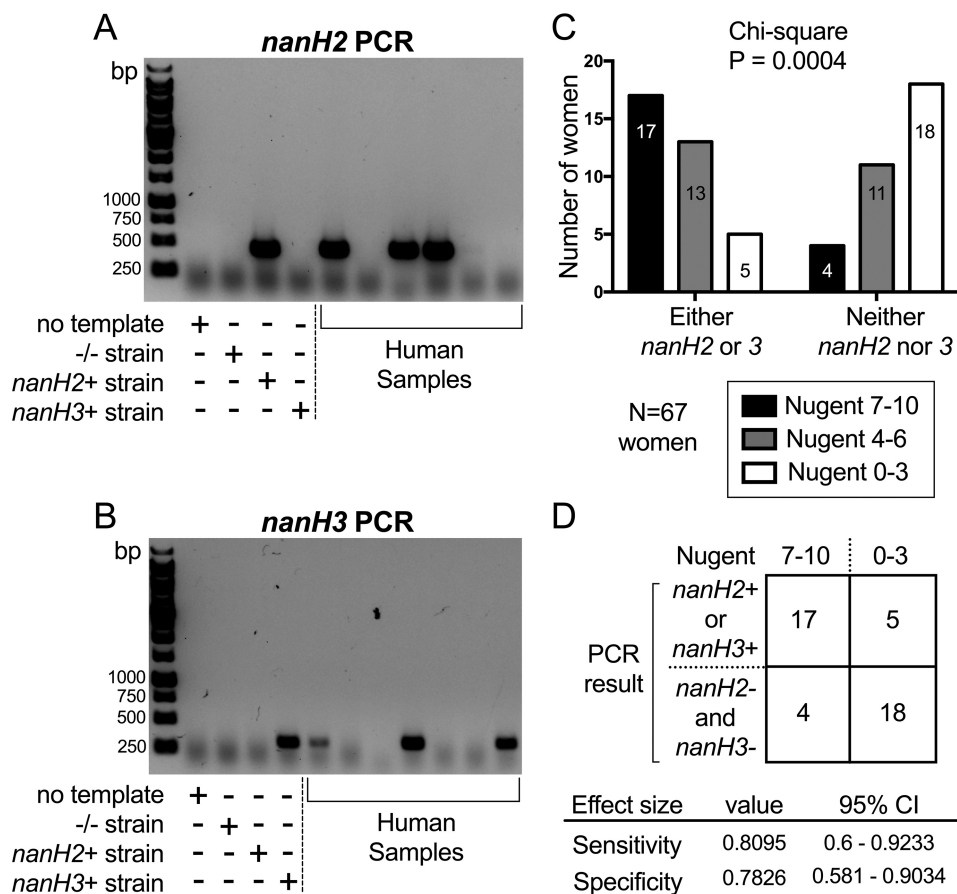 A
nanH2 PCR
bp
1000
750
500
250
no template + - - -
-/- strain - + - -
nanH2+ strain - - + -
nanH3+ strain - - - +
Human
Samples
B
nanH3 PCR
bp
1000
750
500
250
no template + - - -
-/- strain - + - -
nanH2+ strain - - + -
nanH3+ strain - - - +
Human
Samples
C
Chi-square
P = 0.0004
Number of women
20
15
10
5
0
17
13
5
4
11
18
Either
nanH2 or 3
Neither
nanH2 nor 3
N=67
women
Nugent 7-10
Nugent 4-6
Nugent 0-3
D
Nugent 7-10 0-3
PCR
result
nanH2+
or
nanH3+
17 5
nanH2-
and
nanH3-
4 18
Effect size value 95% CI
Sensitivity 0.8095 0.6 - 0.9233
Specificity 0.7826 0.581 - 0.9034